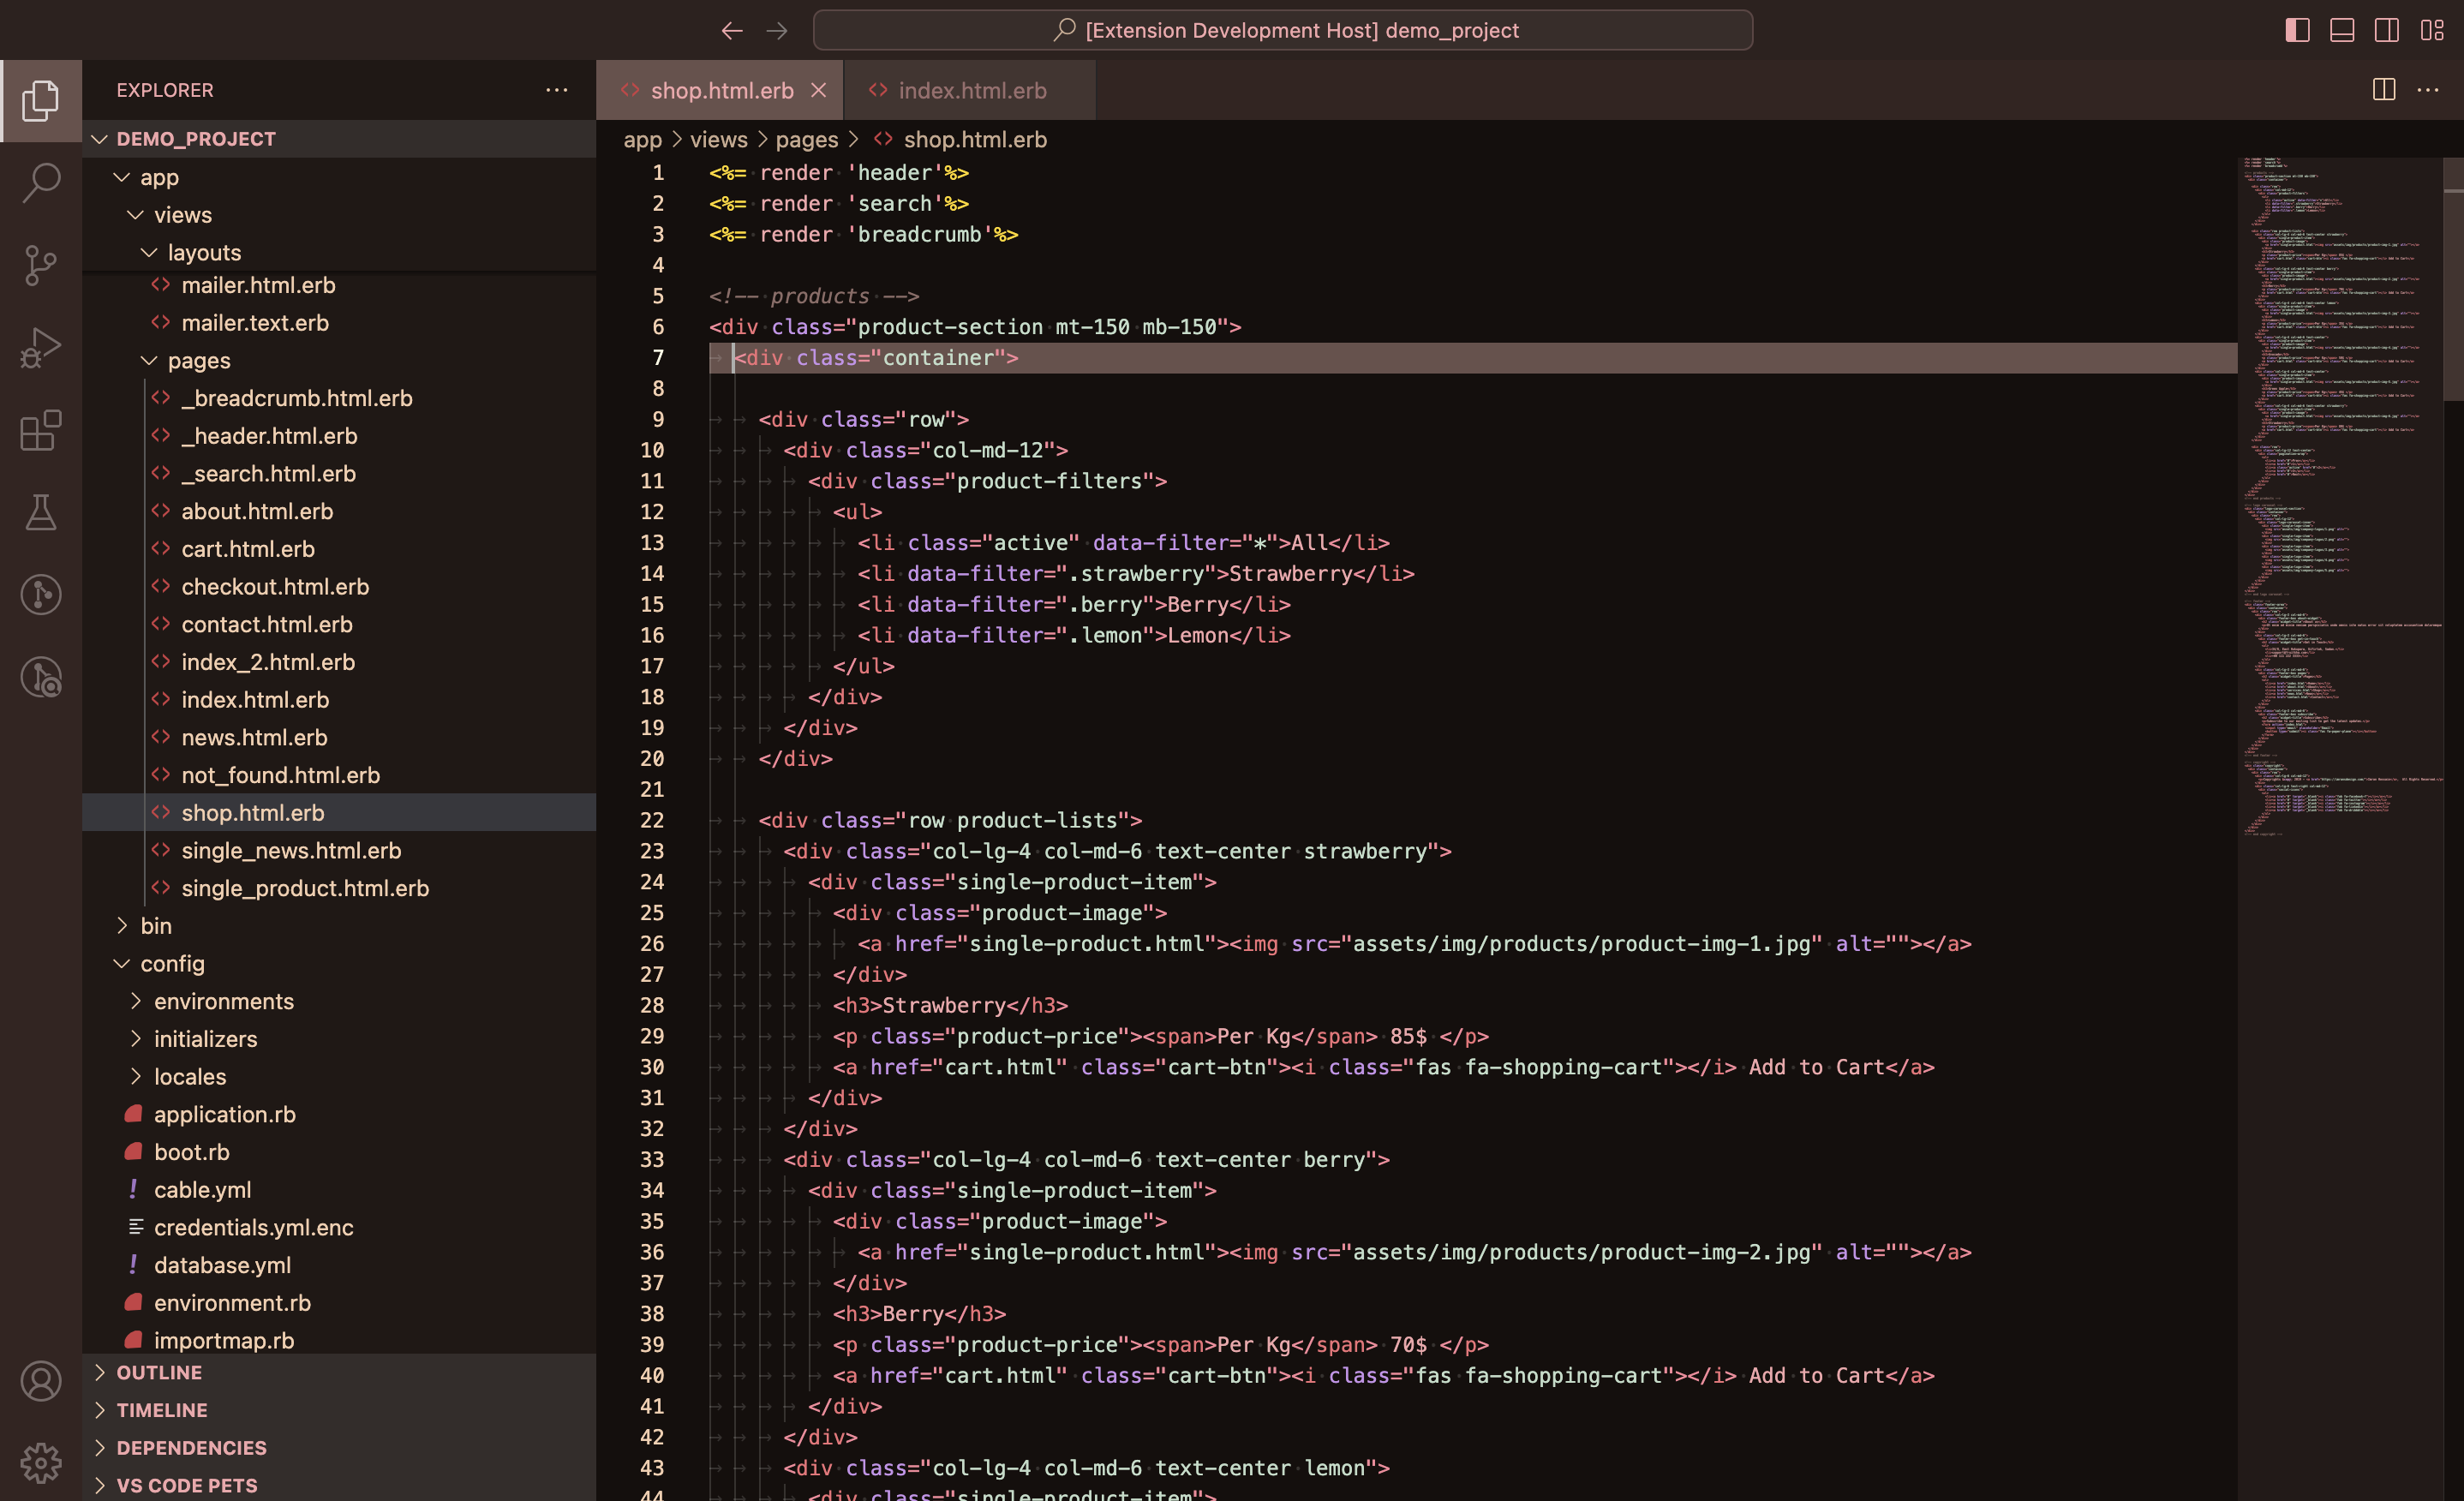 [Extension Development Host] demo_project
EXPLORER
DEMO_PROJECT
app
views
layouts
mailer.html.erb
mailer.text.erb
pages
_breadcrumb.html.erb
_header.html.erb
_search.html.erb
about.html.erb
cart.html.erb
checkout.html.erb
contact.html.erb
index_2.html.erb
index.html.erb
news.html.erb
not_found.html.erb
shop.html.erb
single_news.html.erb
single_product.html.erb
bin
config
environments
initializers
locales
application.rb
boot.rb
cable.yml
credentials.yml.enc
database.yml
environment.rb
importmap.rb
OUTLINE
TIMELINE
DEPENDENCIES
VS CODE PETS
shop.html.erb
index.html.erb
app > views > pages > <> shop.html.erb
1 <%= render 'header'%>
2 <%= render 'search'%>
3 <%= render 'breadcrumb'%>
4
5 <!-- products -->
6 <div class="product-section mt-150 mb-150">
7 <div class="container">
8
9 <div class="row">
10 <div class="col-md-12">
11 <div class="product-filters">
12 <ul>
13 <li class="active" data-filter="*">All</li>
14 <li data-filter=".strawberry">Strawberry</li>
15 <li data-filter=".berry">Berry</li>
16 <li data-filter=".lemon">Lemon</li>
17 </ul>
18 </div>
19 </div>
20 </div>
21
22 <div class="row product-lists">
23 <div class="col-lg-4 col-md-6 text-center strawberry">
24 <div class="single-product-item">
25 <div class="product-image">
26 <a href="single-product.html"><img src="assets/img/products/product-img-1.jpg" alt=""></a>
27 </div>
28 <h3>Strawberry</h3>
29 <p class="product-price"><span>Per Kg</span> 85$ </p>
30 <a href="cart.html" class="cart-btn"><i class="fas fa-shopping-cart"></i> Add to Cart</a>
31 </div>
32 </div>
33 <div class="col-lg-4 col-md-6 text-center berry">
34 <div class="single-product-item">
35 <div class="product-image">
36 <a href="single-product.html"><img src="assets/img/products/product-img-2.jpg" alt=""></a>
37 </div>
38 <h3>Berry</h3>
39 <p class="product-price"><span>Per Kg</span> 70$ </p>
40 <a href="cart.html" class="cart-btn"><i class="fas fa-shopping-cart"></i> Add to Cart</a>
41 </div>
42 </div>
43 <div class="col-lg-4 col-md-6 text-center lemon">
44 <div class="single-product-item">